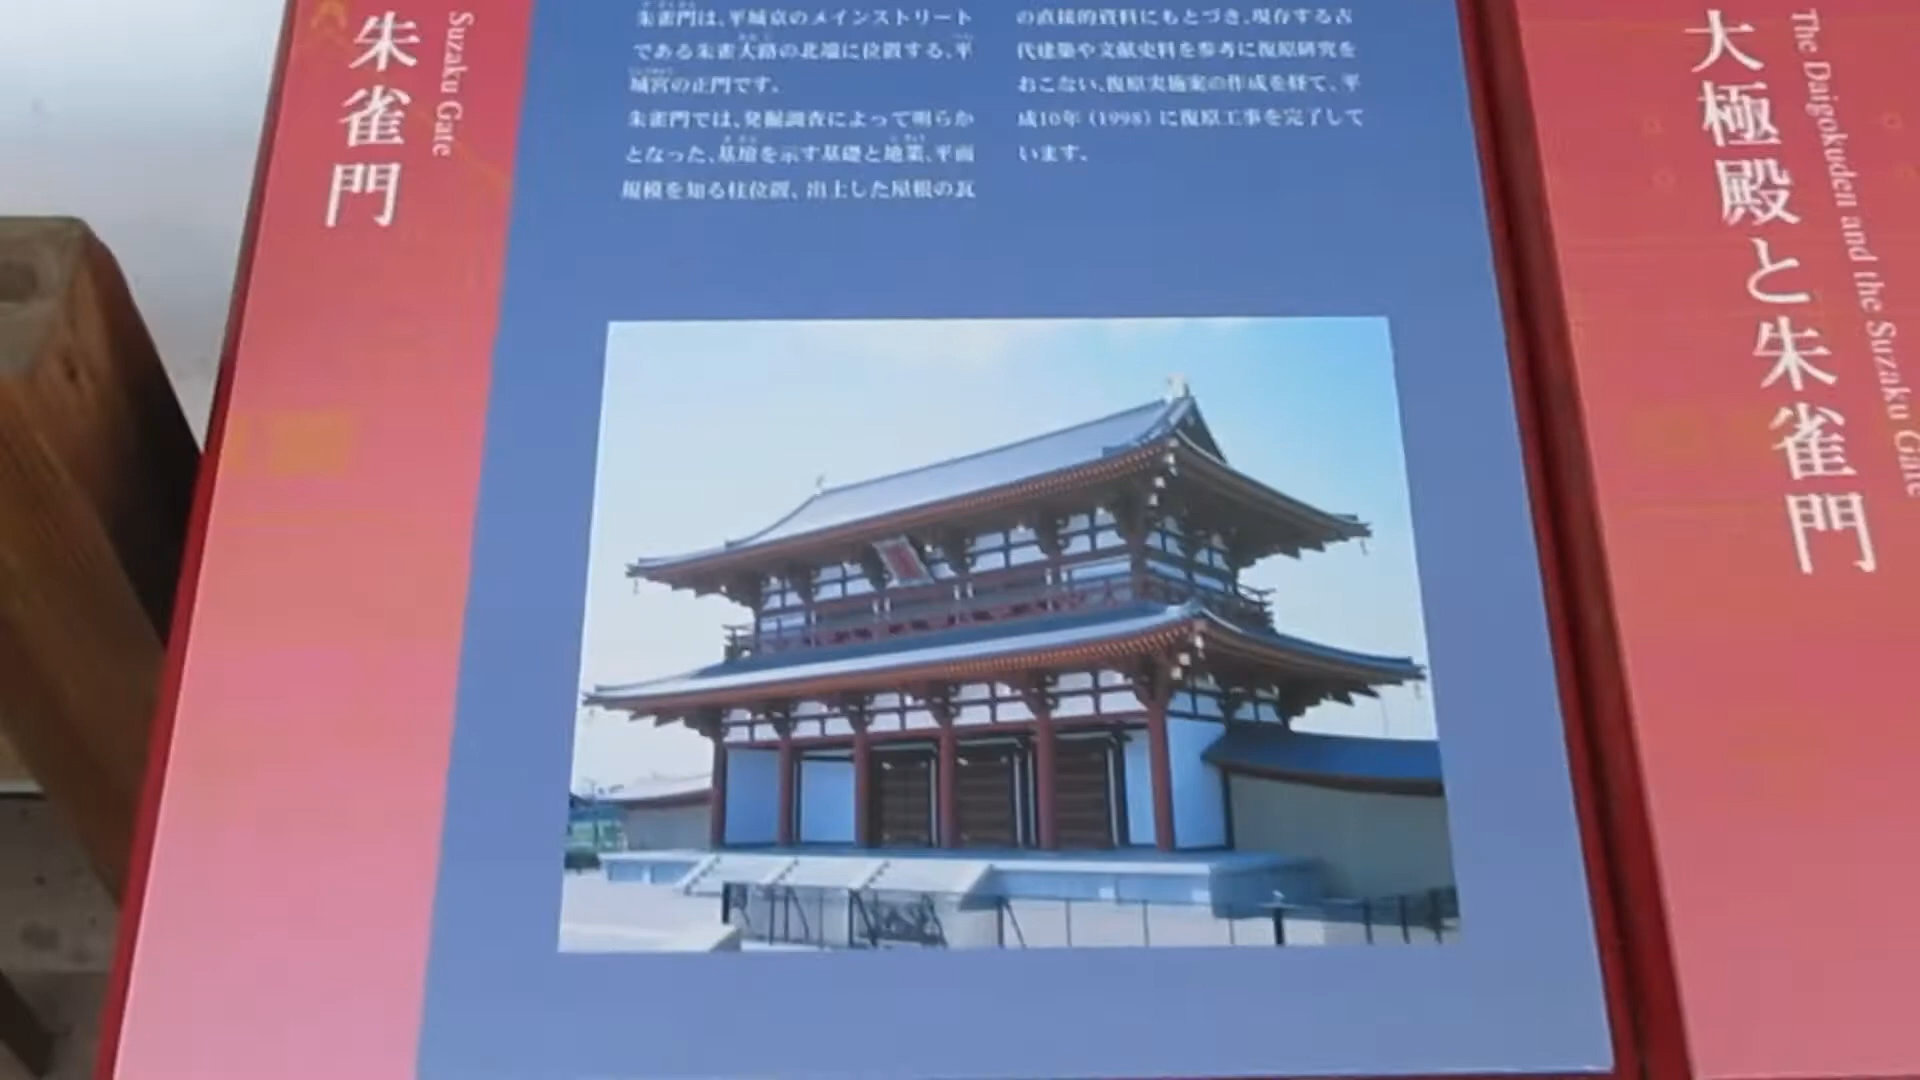 朱雀門
Suzaku Gate
朱雀門は、平城京のメインストリート
である朱雀大路の北端に位置する、平
城宮の正門です。
朱雀門では、発掘調査によって明らか
となった、基壇を示す基礎と地業、平面
規模を知る柱位置、出土した屋根の瓦
の直接的資料にもとづき、現存する古
代建築や文献史料を参考に復原研究を
おこない、復原実施案の作成を経て、平
成10年（1998）に復原工事を完了して
います。
大極殿と朱雀門
The Daigokuden and the Suzaku Gate